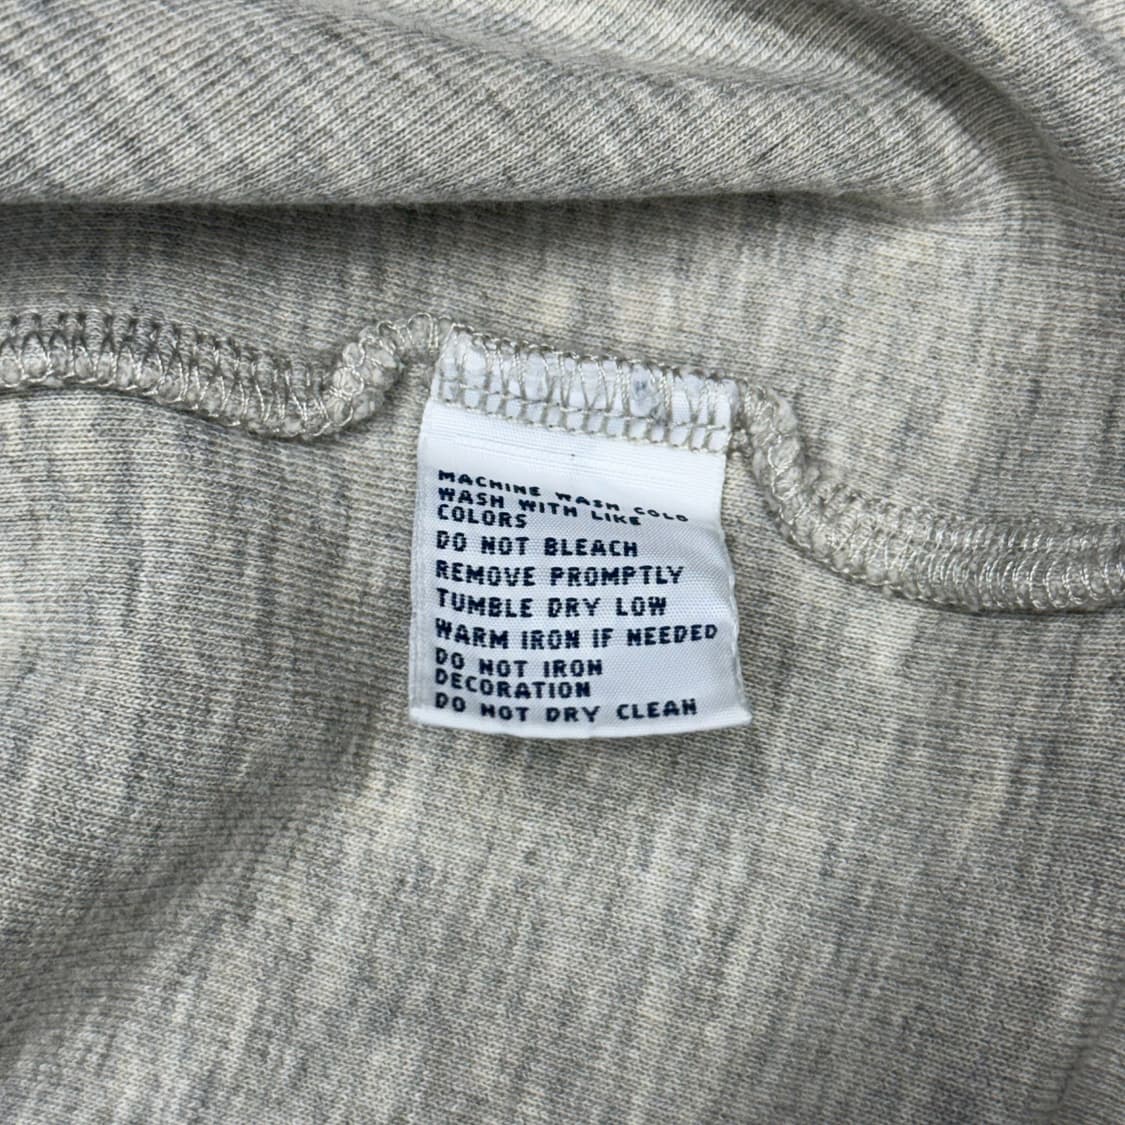 MACHINE WASH COLD
WASH WITH LIKE
COLORS
DO NOT BLEACH
REMOVE PROMPTLY
TUMBLE DRY LOW
WARM IRON IF NEEDED
DO NOT IRON
DECORATION
DO NOT DRY CLEAN